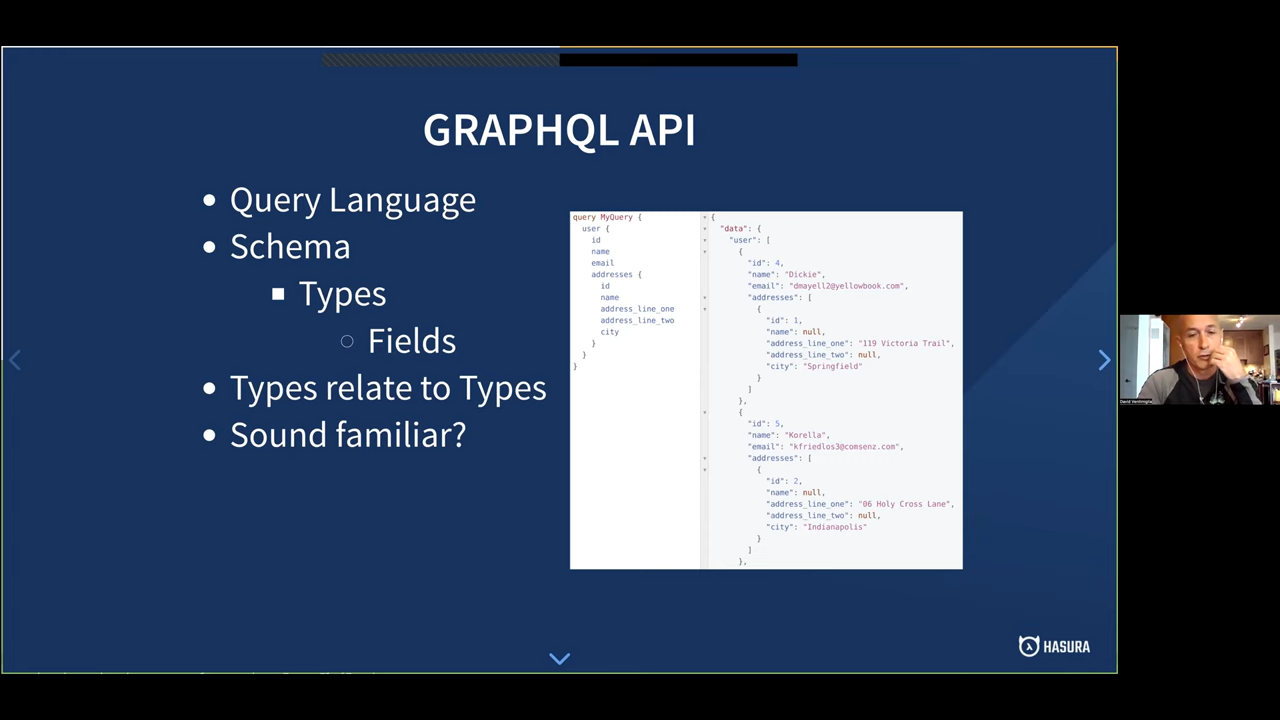 GRAPHQL API
Query Language
Schema
Types
Fields
Types relate to Types
Sound familiar?
query MyQuery {
user {
id
name
email
addresses {
id
name
address_line_one
address_line_two
city
}
}
}
{
"data": {
"user": [
{
"id": 4,
"name": "Dickie",
"email": "dmayell2@yellowbook.com",
"addresses": [
{
"id": 1,
"name": null,
"address_line_one": "119 Victoria Trail",
"address_line_two": null,
"city": "Springfield"
}
]
},
{
"id": 5,
"name": "Korella",
"email": "kfriedlos3@comsenz.com",
"addresses": [
{
"id": 2,
"name": null,
"address_line_one": "06 Holy Cross Lane",
"address_line_two": null,
"city": "Indianapolis"
}
]
},
HASURA
David Ventimiglia